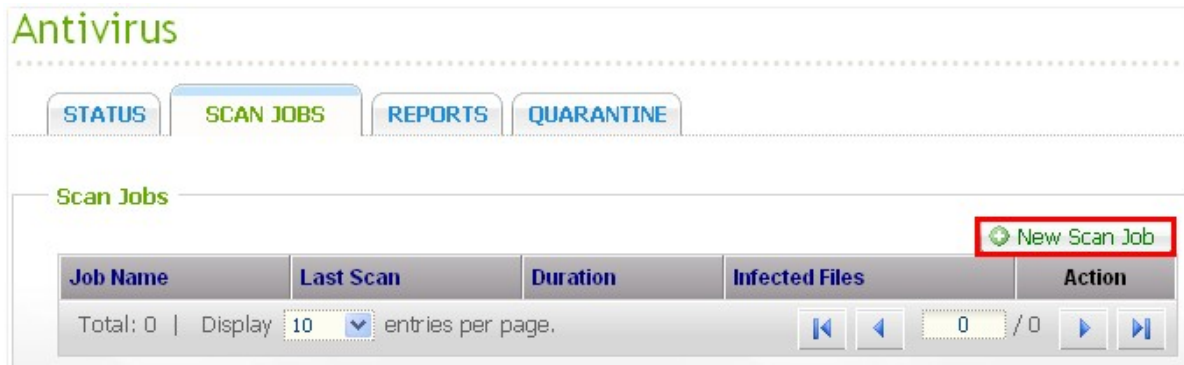 Antivirus
STATUS SCAN JOBS REPORTS QUARANTINE
Scan Jobs
New Scan Job
Job Name Last Scan Duration Infected Files Action
Total: 0 | Display 10 entries per page. 0 / 0